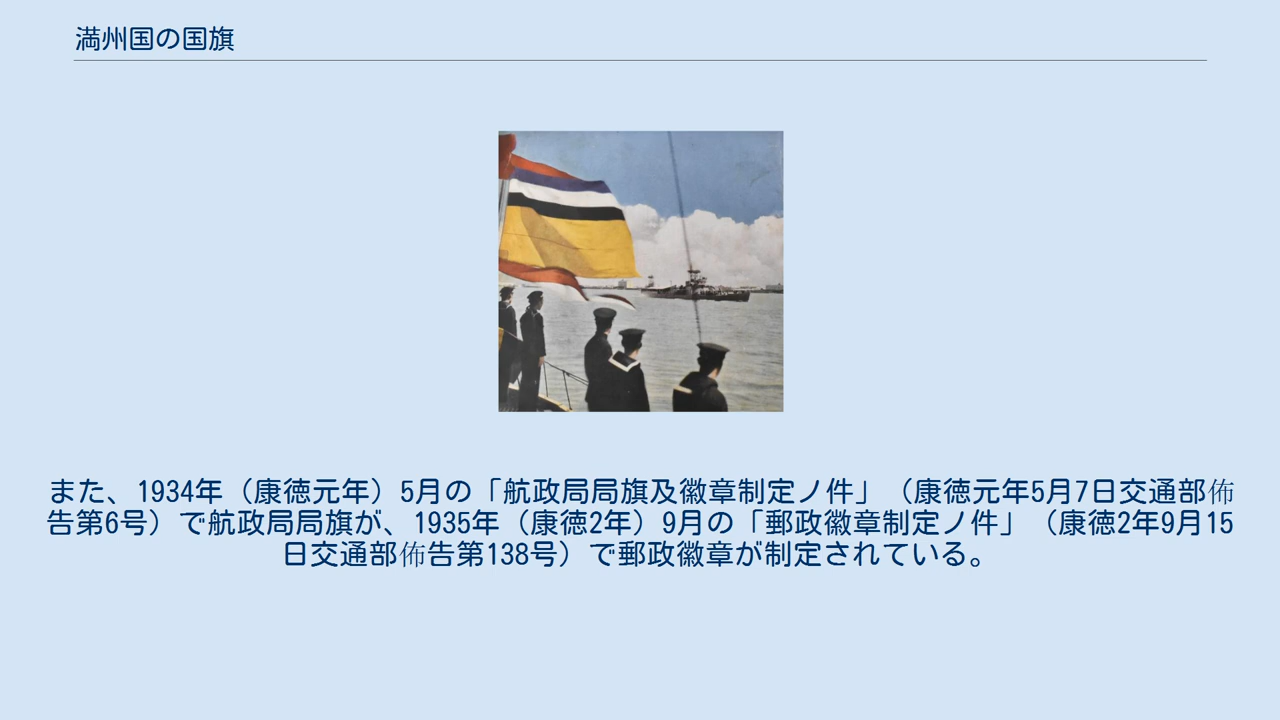 満州国の国旗
また、1934年（康徳元年）5月の「航政局局旗及徽章制定ノ件」（康徳元年5月7日交通部佈
告第6号）で航政局局旗が、1935年（康徳2年）9月の「郵政徽章制定ノ件」（康徳2年9月15
日交通部佈告第138号）で郵政徽章が制定されている。